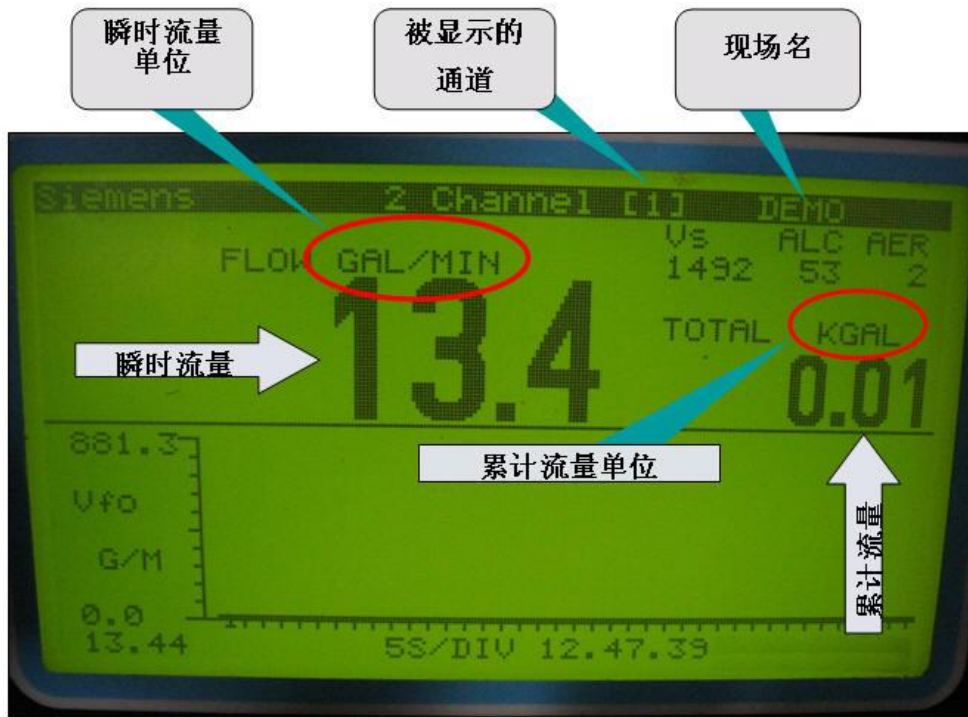 瞬时流量
单位
被显示的
通道
现场名
Siemens 2 Channel [1] DEMO
FLOW GAL/MIN
13.4
Vs ALC AER
1492 53 2
TOTAL KGAL
0.01
瞬时流量
累计流量单位
累计流量
881.3
Vfo
G/M
0.0
13.44
5S/DIV 12.47.39